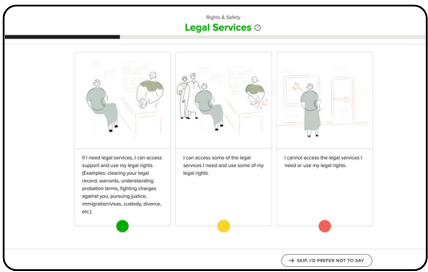 Rights & Safety
Legal Services
If I need legal services, I can access
support and use my legal rights.
(Examples: clearing your legal
record, warrants, understanding
probation terms, fighting charges
against you, pursuing justice,
immigration/visas, custody, divorce,
etc.)
I can access some of the legal
services I need and use some of my
legal rights.
I cannot access the legal services I
need or use my legal rights.
→ SKIP, I'D PREFER NOT TO SAY